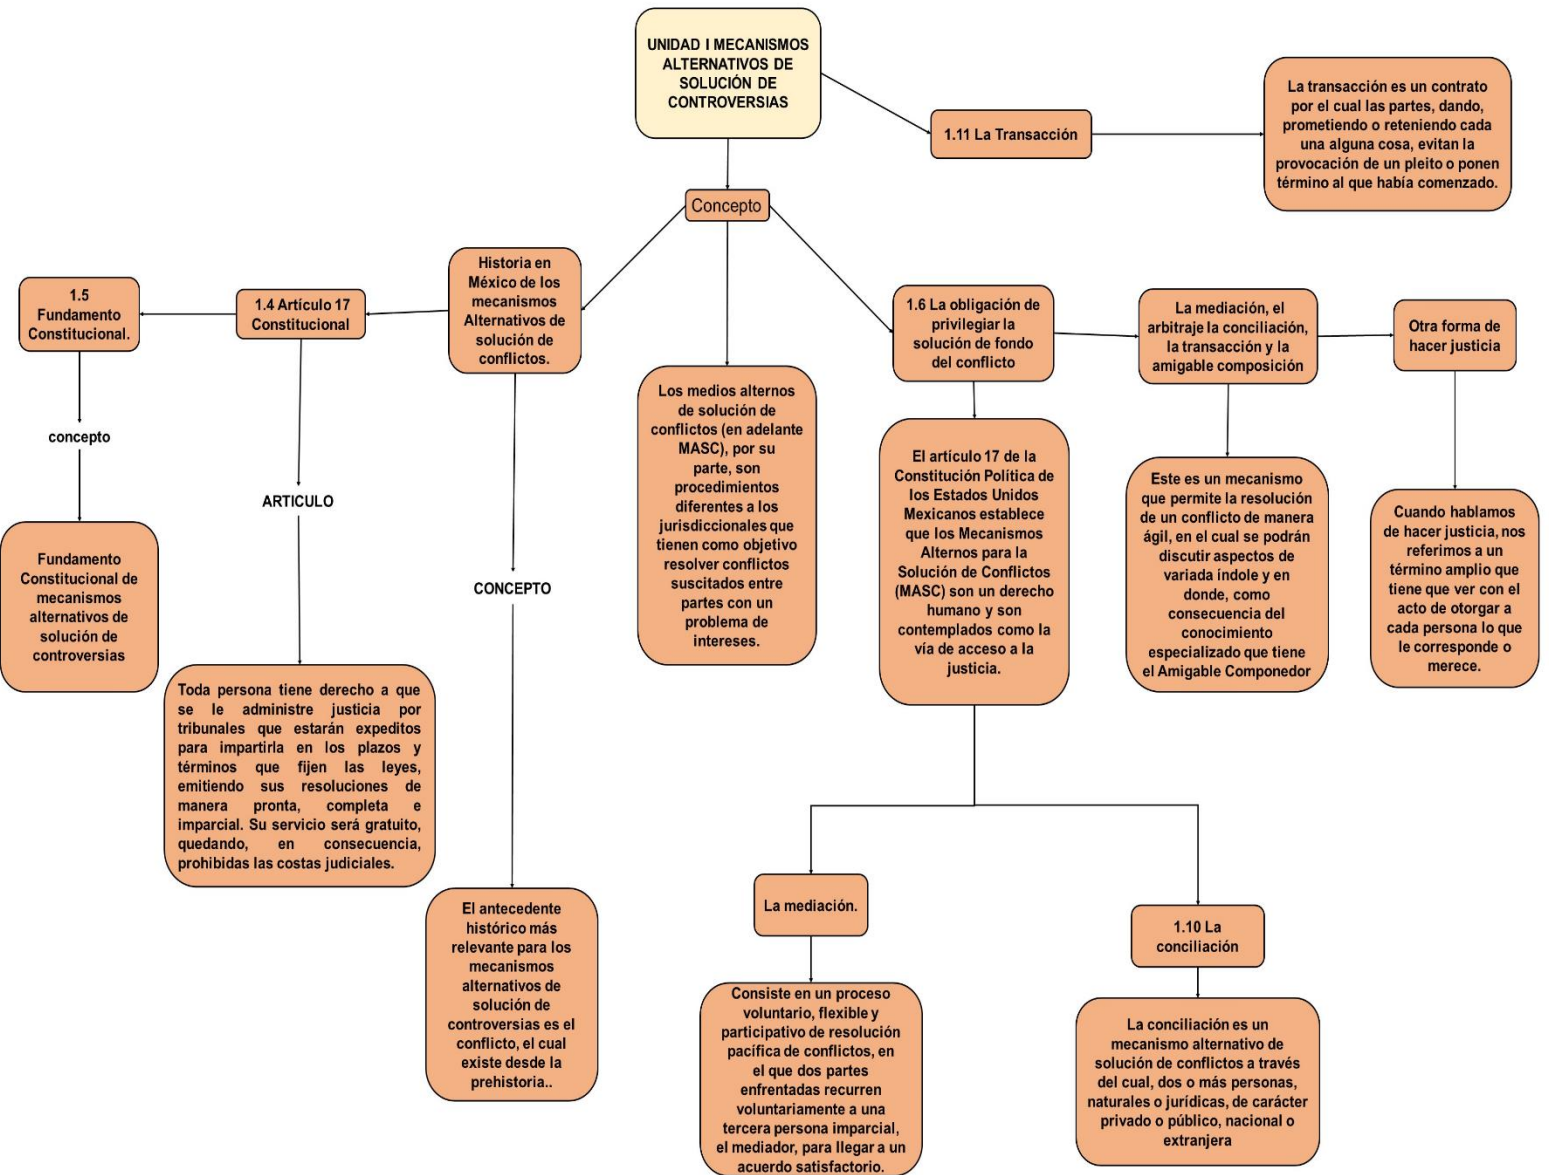 UNIDAD I MECANISMOS
ALTERNATIVOS DE
SOLUCIÓN DE
CONTROVERSIAS
1.11 La Transacción
La transacción es un contrato
por el cual las partes, dando,
prometiendo o reteniendo cada
una alguna cosa, evitan la
provocación de un pleito o ponen
término al que había comenzado.
Concepto
1.5
Fundamento
Constitucional.
1.4 Artículo 17
Constitucional
Historia en
México de los
mecanismos
Alternativos de
solución de
conflictos.
1.6 La obligación de
privilegiar la
solución de fondo
del conflicto
La mediación, el
arbitraje la conciliación,
la transacción y la
amigable composición
Otra forma de
hacer justicia
concepto
Fundamento
Constitucional de
mecanismos
alternativos de
solución de
controversias
ARTICULO
Toda persona tiene derecho a que
se le administre justicia por
tribunales que estarán expeditos
para impartirla en los plazos y
términos que fijen las leyes,
emitiendo sus resoluciones de
manera pronta, completa e
imparcial. Su servicio será gratuito,
quedando, en consecuencia,
prohibidas las costas judiciales.
CONCEPTO
El antecedente
histórico más
relevante para los
mecanismos
alternativos de
solución de
controversias es el
conflicto, el cual
existe desde la
prehistoria..
Los medios alternos
de solución de
conflictos (en adelante
MASC), por su
parte, son
procedimientos
diferentes a los
jurisdiccionales que
tienen como objetivo
resolver conflictos
suscitados entre
partes con un
problema de
intereses.
El artículo 17 de la
Constitución Política de
los Estados Unidos
Mexicanos establece
que los Mecanismos
Alternos para la
Solución de Conflictos
(MASC) son un derecho
humano y son
contemplados como la
vía de acceso a la
justicia.
Este es un mecanismo
que permite la resolución
de un conflicto de manera
ágil, en el cual se podrán
discutir aspectos de
variada índole y en
donde, como
consecuencia del
conocimiento
especializado que tiene
el Amigable Componedor
Cuando hablamos
de hacer justicia, nos
referimos a un
término amplio que
tiene que ver con el
acto de otorgar a
cada persona lo que
le corresponde o
merece.
La mediación.
Consiste en un proceso
voluntario, flexible y
participativo de resolución
pacífica de conflictos, en
el que dos partes
enfrentadas recurren
voluntariamente a una
tercera persona imparcial,
el mediador, para llegar a un
acuerdo satisfactorio.
1.10 La
conciliación
La conciliación es un
mecanismo alternativo de
solución de conflictos a través
del cual, dos o más personas,
naturales o jurídicas, de carácter
privado o público, nacional o
extranjera